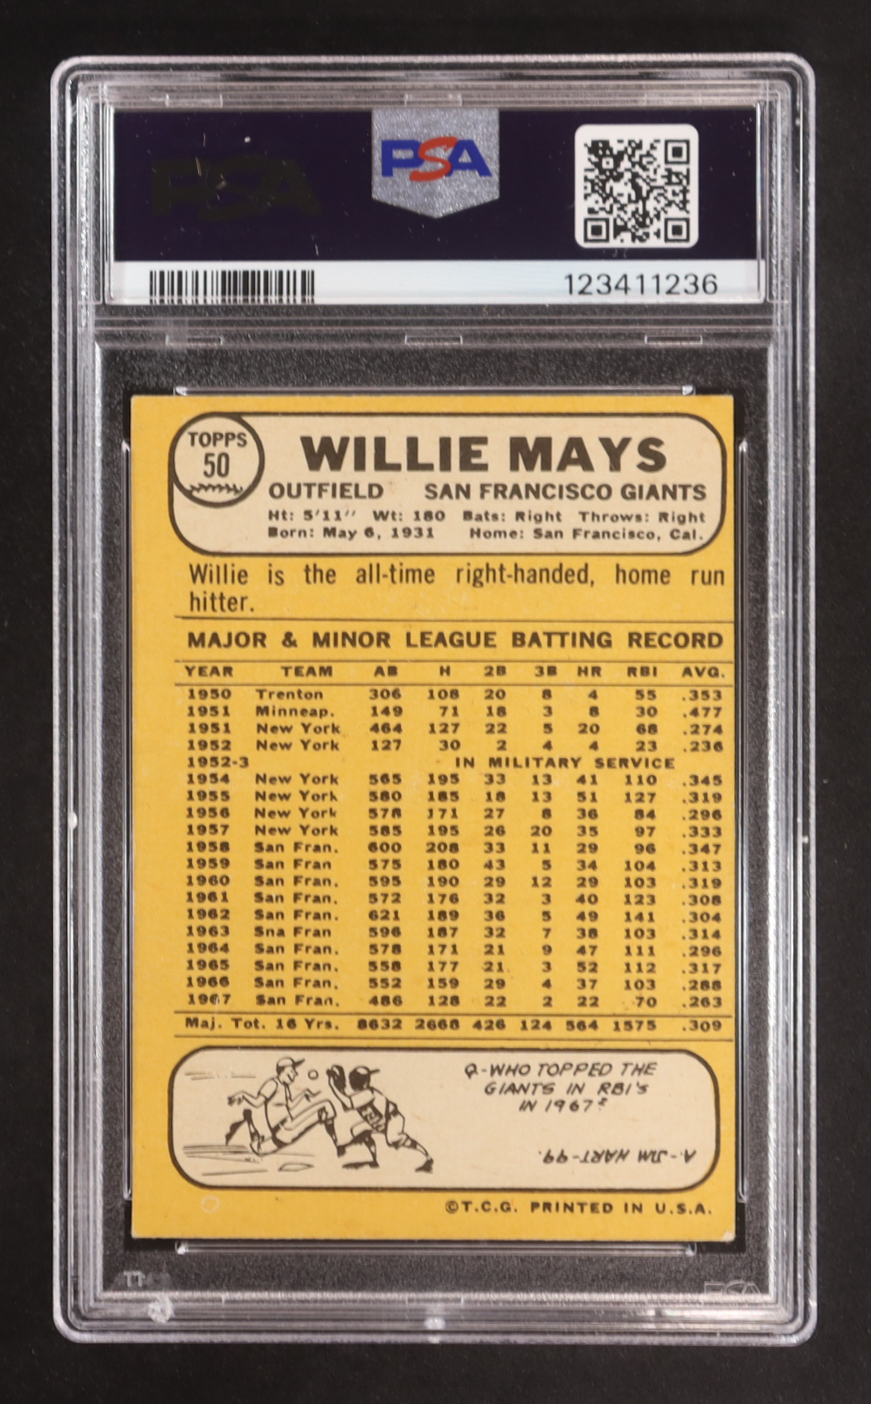 PSA
PSA
123411236
TOPPS
50
WILLIE MAYS
OUTFIELD SAN FRANCISCO GIANTS
Ht: 5'11" Wt: 180 Bats: Right Throws: Right
Born: May 6, 1931 Home: San Francisco, Cal.
Willie is the all-time right-handed, home run
hitter.
MAJOR & MINOR LEAGUE BATTING RECORD
YEAR TEAM AB H 2B 3B HR RBI AVG.
1950 Trenton 306 108 20 8 4 55 .353
1951 Minneap. 149 71 18 3 8 30 .477
1951 New York 464 127 22 5 20 68 .274
1952 New York 127 30 2 4 4 23 .236
1952-3 IN MILITARY SERVICE
1954 New York 565 195 33 13 41 110 .345
1955 New York 580 185 18 13 51 127 .319
1956 New York 578 171 27 8 36 84 .296
1957 New York 585 195 26 20 35 97 .333
1958 San Fran. 600 208 33 11 29 96 .347
1959 San Fran. 575 180 43 5 34 104 .313
1960 San Fran. 595 190 29 12 29 103 .319
1961 San Fran. 572 176 32 3 40 123 .308
1962 San Fran. 621 189 36 5 49 141 .304
1963 Sna Fran 596 187 32 7 38 103 .314
1964 San Fran. 578 171 21 9 47 111 .296
1965 San Fran. 558 177 21 3 52 112 .317
1966 San Fran. 552 159 29 4 37 103 .288
1967 San Fran. 486 128 22 2 22 70 .263
Maj. Tot. 16 Yrs. 8632 2668 426 124 564 1575 .309
Q-WHO TOPPED THE
GIANTS IN RBI'S
IN 1967?
A-JIM HART-99.
©T.C.G. PRINTED IN U.S.A.
PSA